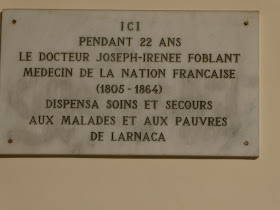 ICI
PENDANT 22 ANS
LE DOCTEUR JOSEPH-IRENEE FOBLANT
MEDECIN DE LA NATION FRANCAISE
(1805-1864)
DISPENSA SOINS ET SECOURS
AUX MALADES ET AUX PAUVRES
DE LARNACA